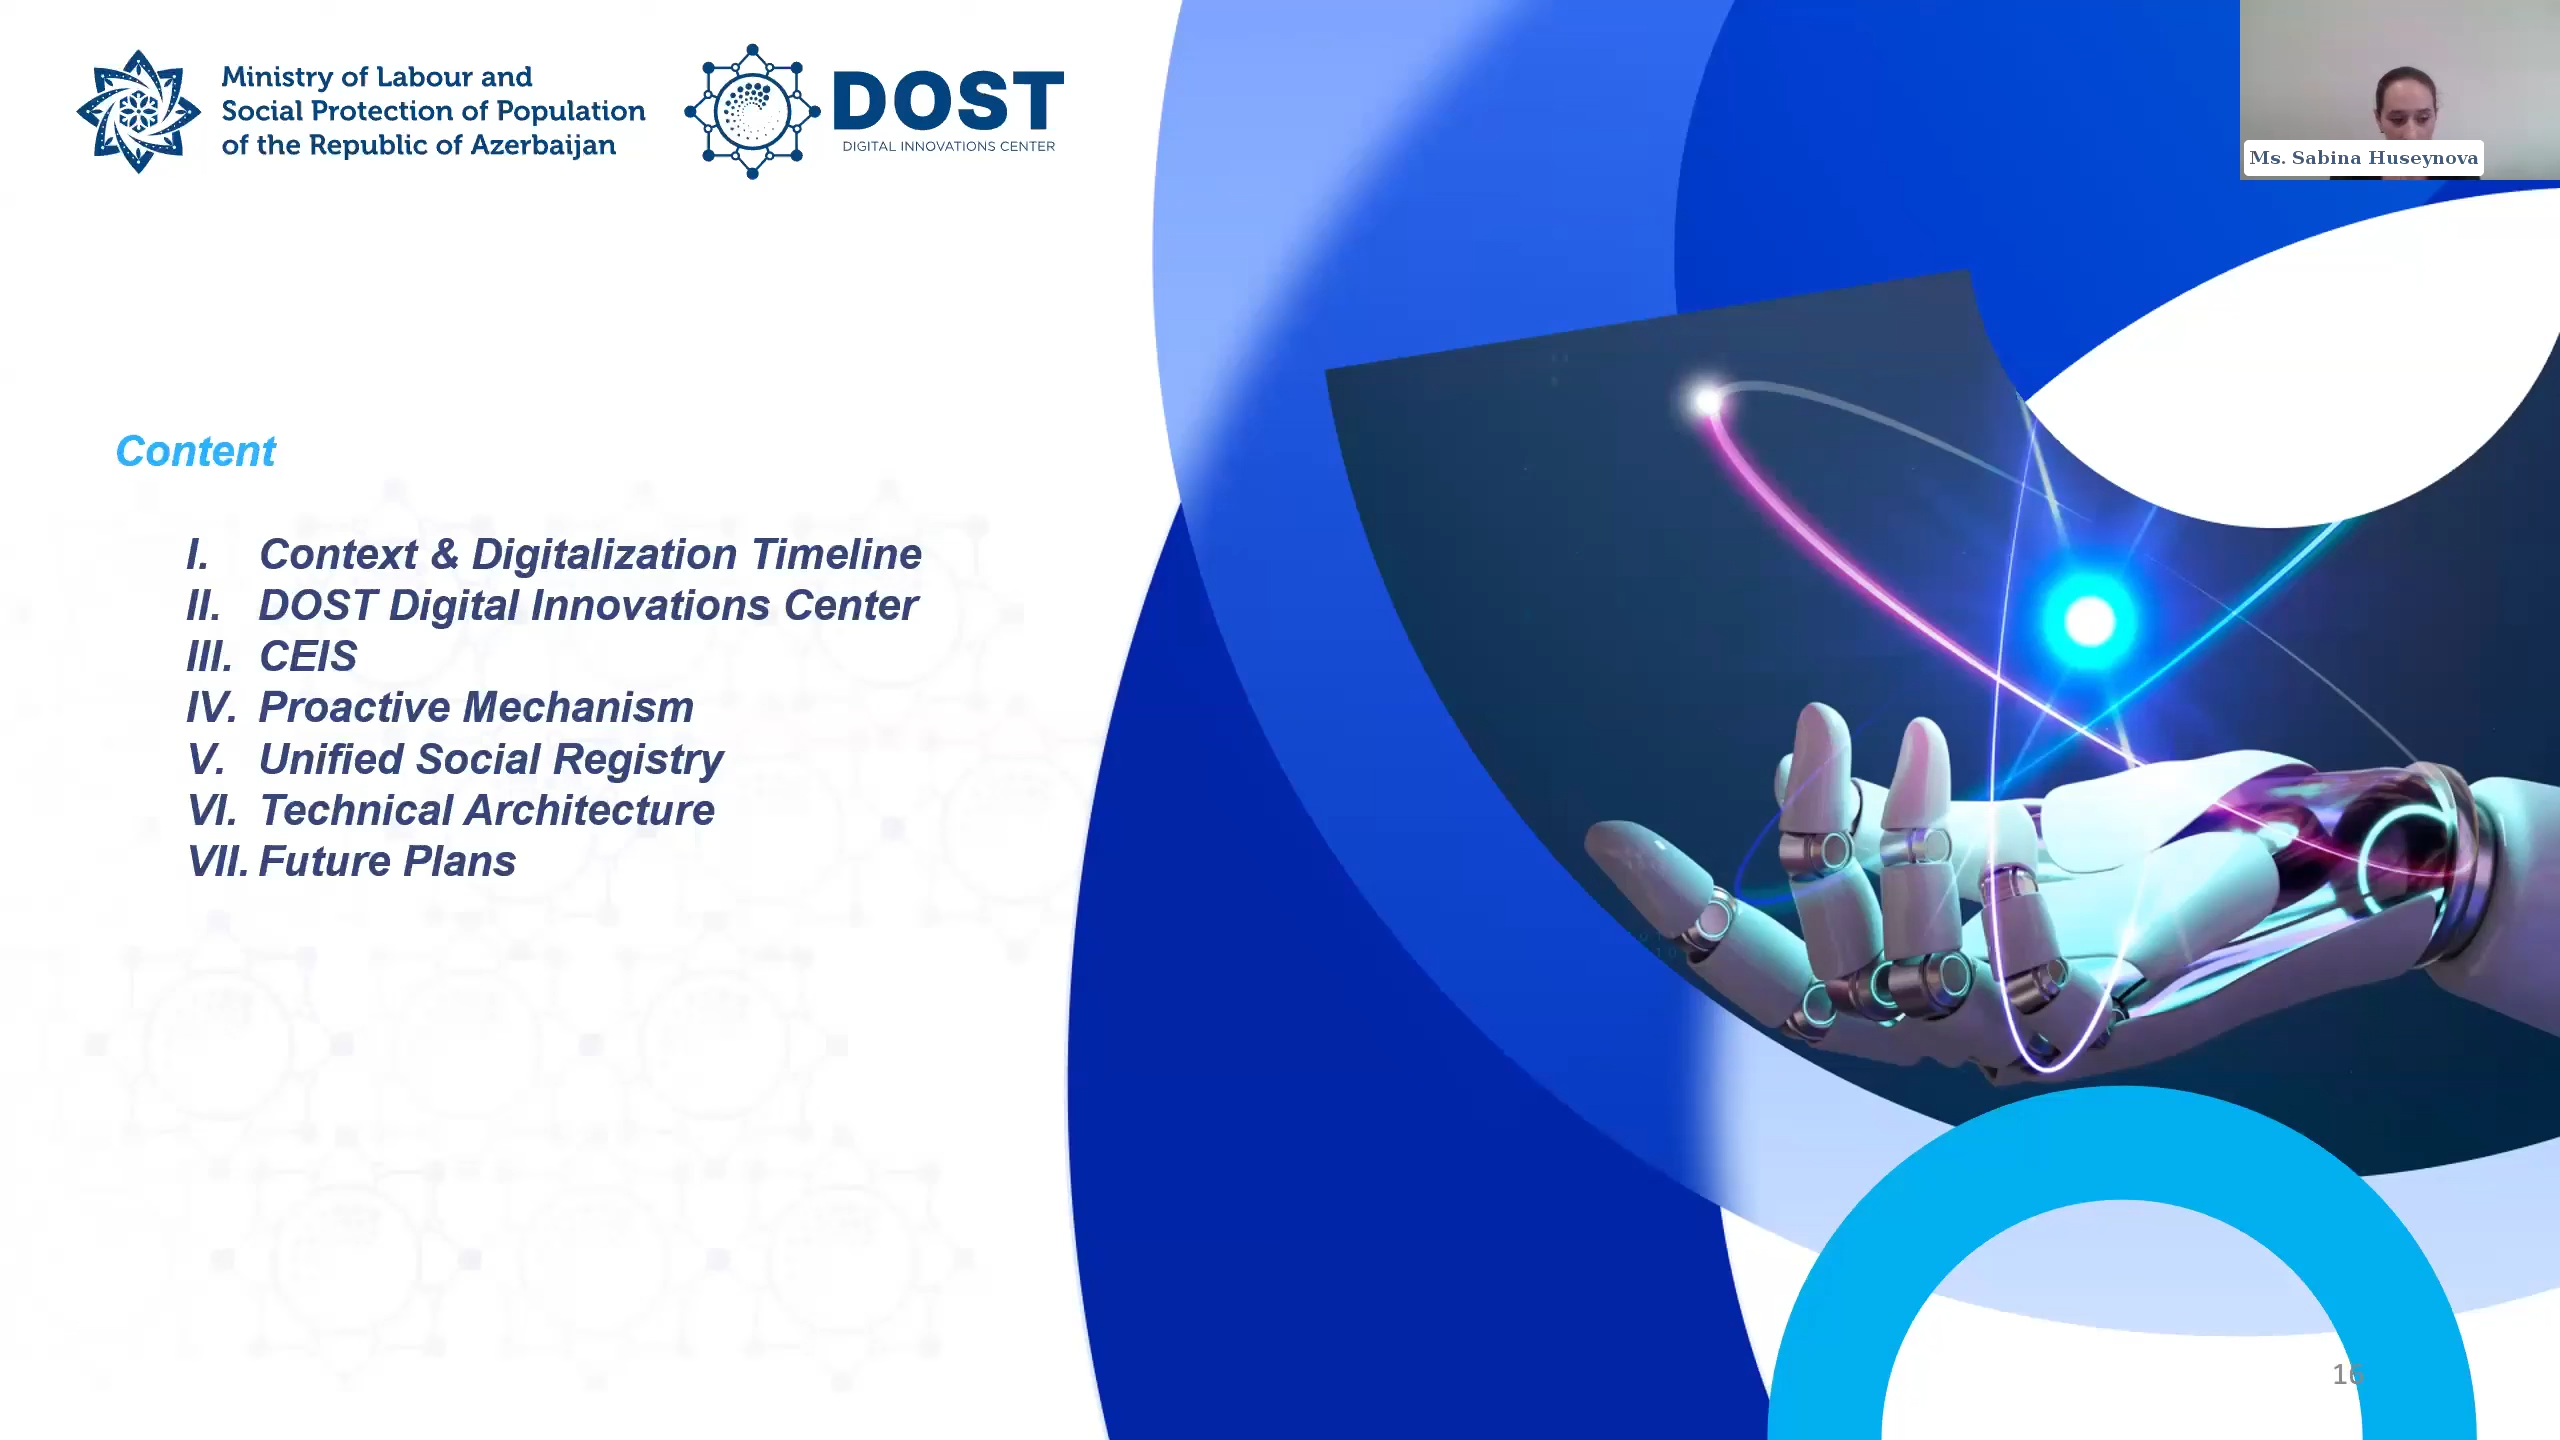 Ministry of Labour and
Social Protection of Population
of the Republic of Azerbaijan
DOST
DIGITAL INNOVATIONS CENTER
Ms. Sabina Huseynova
Content
I. Context & Digitalization Timeline
II. DOST Digital Innovations Center
III. CEIS
IV. Proactive Mechanism
V. Unified Social Registry
VI. Technical Architecture
VII. Future Plans
16